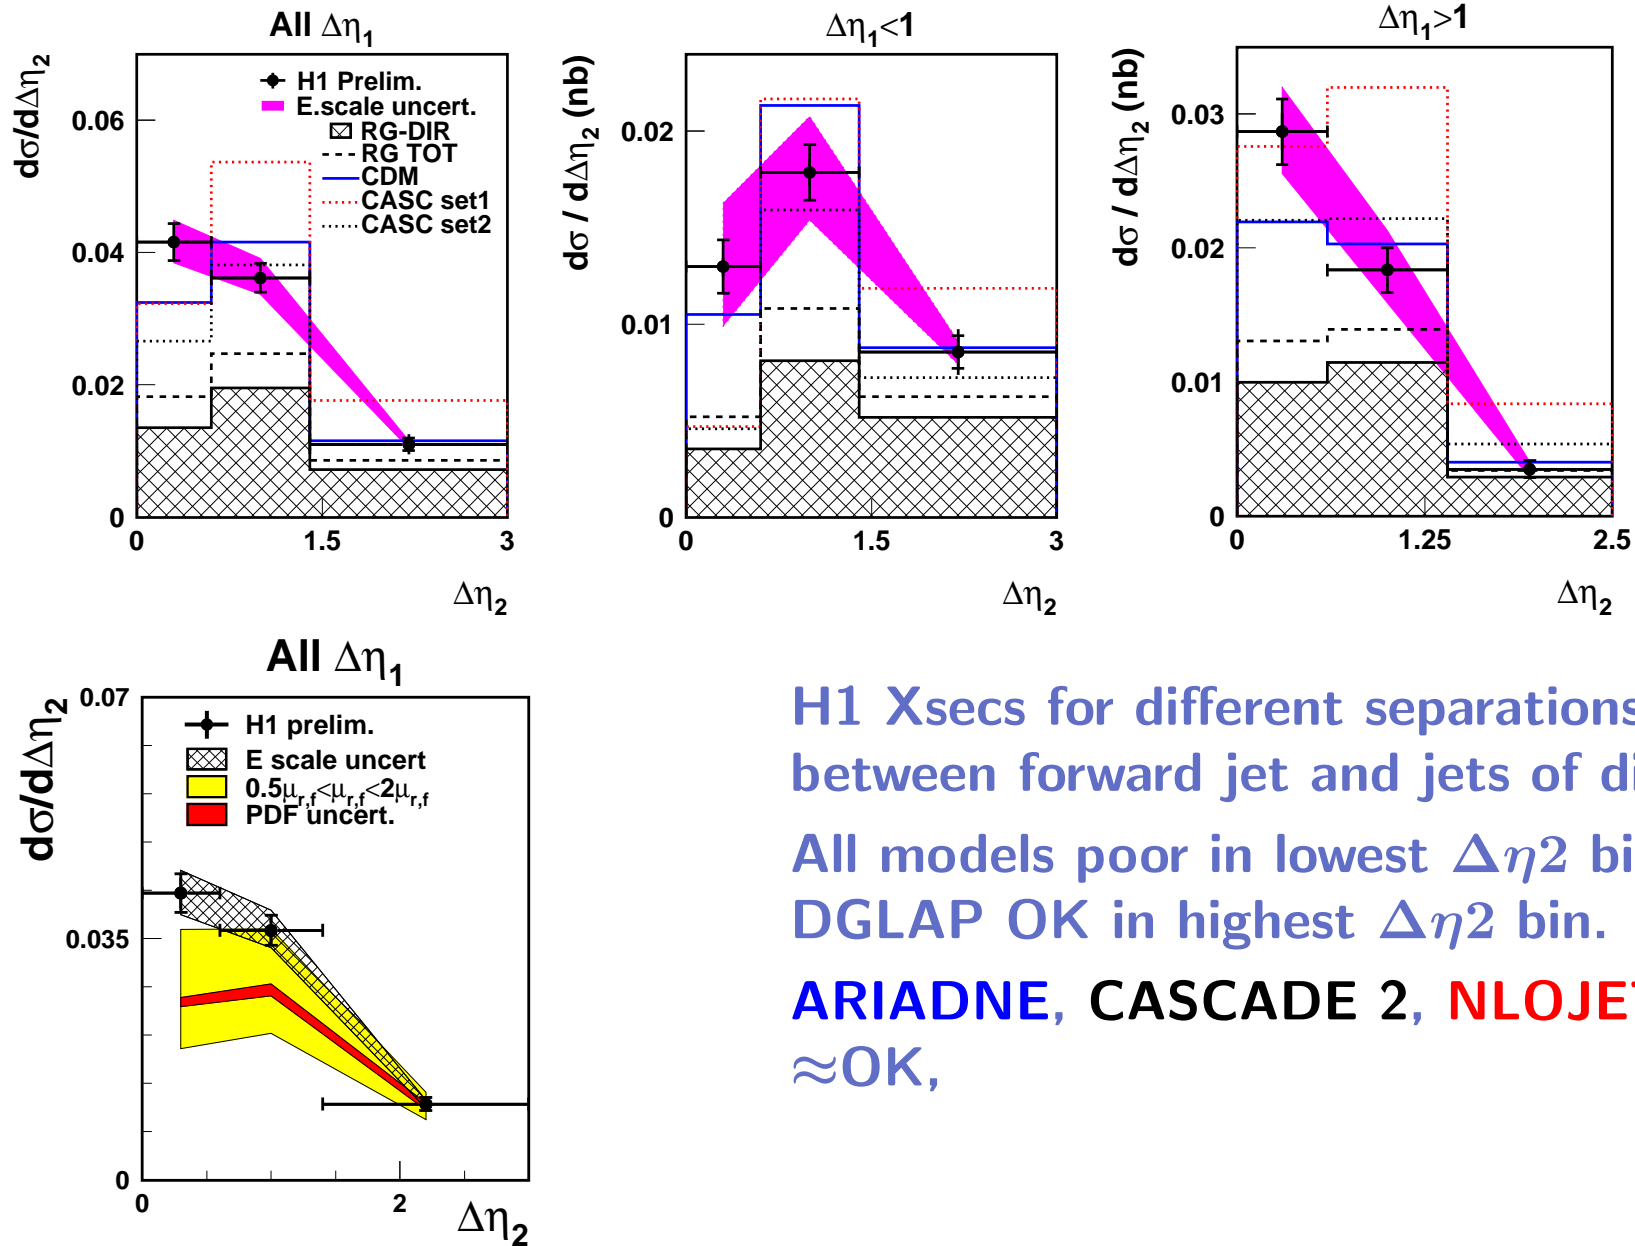 All Δη1
dσ/dΔη2
0.06
0.04
0.02
0
0
1.5
3
Δη2
H1 Prelim.
E.scale uncert.
RG-DIR
RG TOT
CDM
CASC set1
CASC set2
Δη1<1
dσ / dΔη2 (nb)
0.02
0.01
0
0
1.5
3
Δη2
Δη1>1
dσ / dΔη2 (nb)
0.03
0.02
0.01
0
0
1.25
2.5
Δη2
All Δη1
dσ/dΔη2
0.07
0.035
0
0
2
Δη2
H1 prelim.
E scale uncert
0.5μr,f<μr,f<2μr,f
PDF uncert.
H1 Xsecs for different separations
between forward jet and jets of di
All models poor in lowest Δη2 bi
DGLAP OK in highest Δη2 bin.
ARIADNE, CASCADE 2, NLOJET
≈OK,